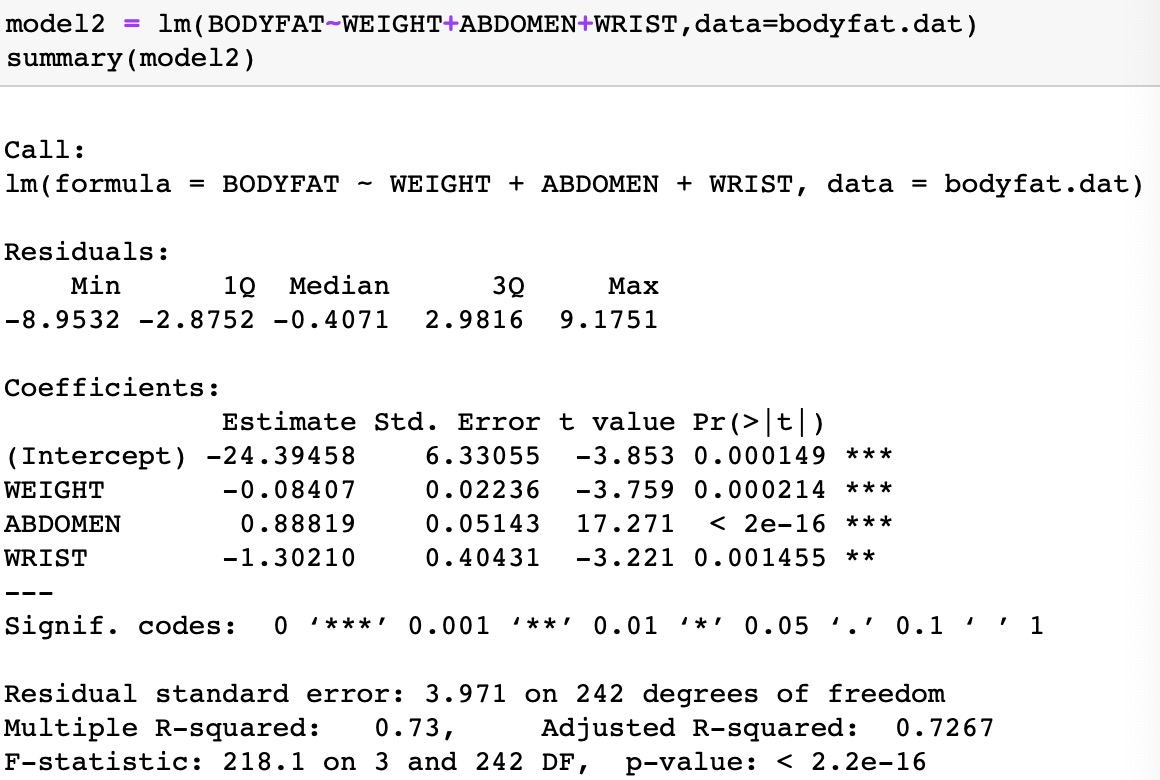 model2 = lm(BODYFAT~WEIGHT+ABDOMEN+WRIST,data=bodyfat.dat)
summary(model2)
Call:
lm(formula = BODYFAT ~ WEIGHT + ABDOMEN + WRIST, data = bodyfat.dat)
Residuals:
    Min      1Q  Median      3Q     Max
-8.9532 -2.8752 -0.4071  2.9816  9.1751
Coefficients:
             Estimate Std. Error t value Pr(>|t|)
(Intercept) -24.39458    6.33055  -3.853 0.000149 ***
WEIGHT       -0.08407    0.02236  -3.759 0.000214 ***
ABDOMEN       0.88819    0.05143  17.271  < 2e-16 ***
WRIST        -1.30210    0.40431  -3.221 0.001455 **
---
Signif. codes:  0 ‘***’ 0.001 ‘**’ 0.01 ‘*’ 0.05 ‘.’ 0.1 ‘ ’ 1
Residual standard error: 3.971 on 242 degrees of freedom
Multiple R-squared:   0.73,	Adjusted R-squared:  0.7267
F-statistic: 218.1 on 3 and 242 DF,  p-value: < 2.2e-16